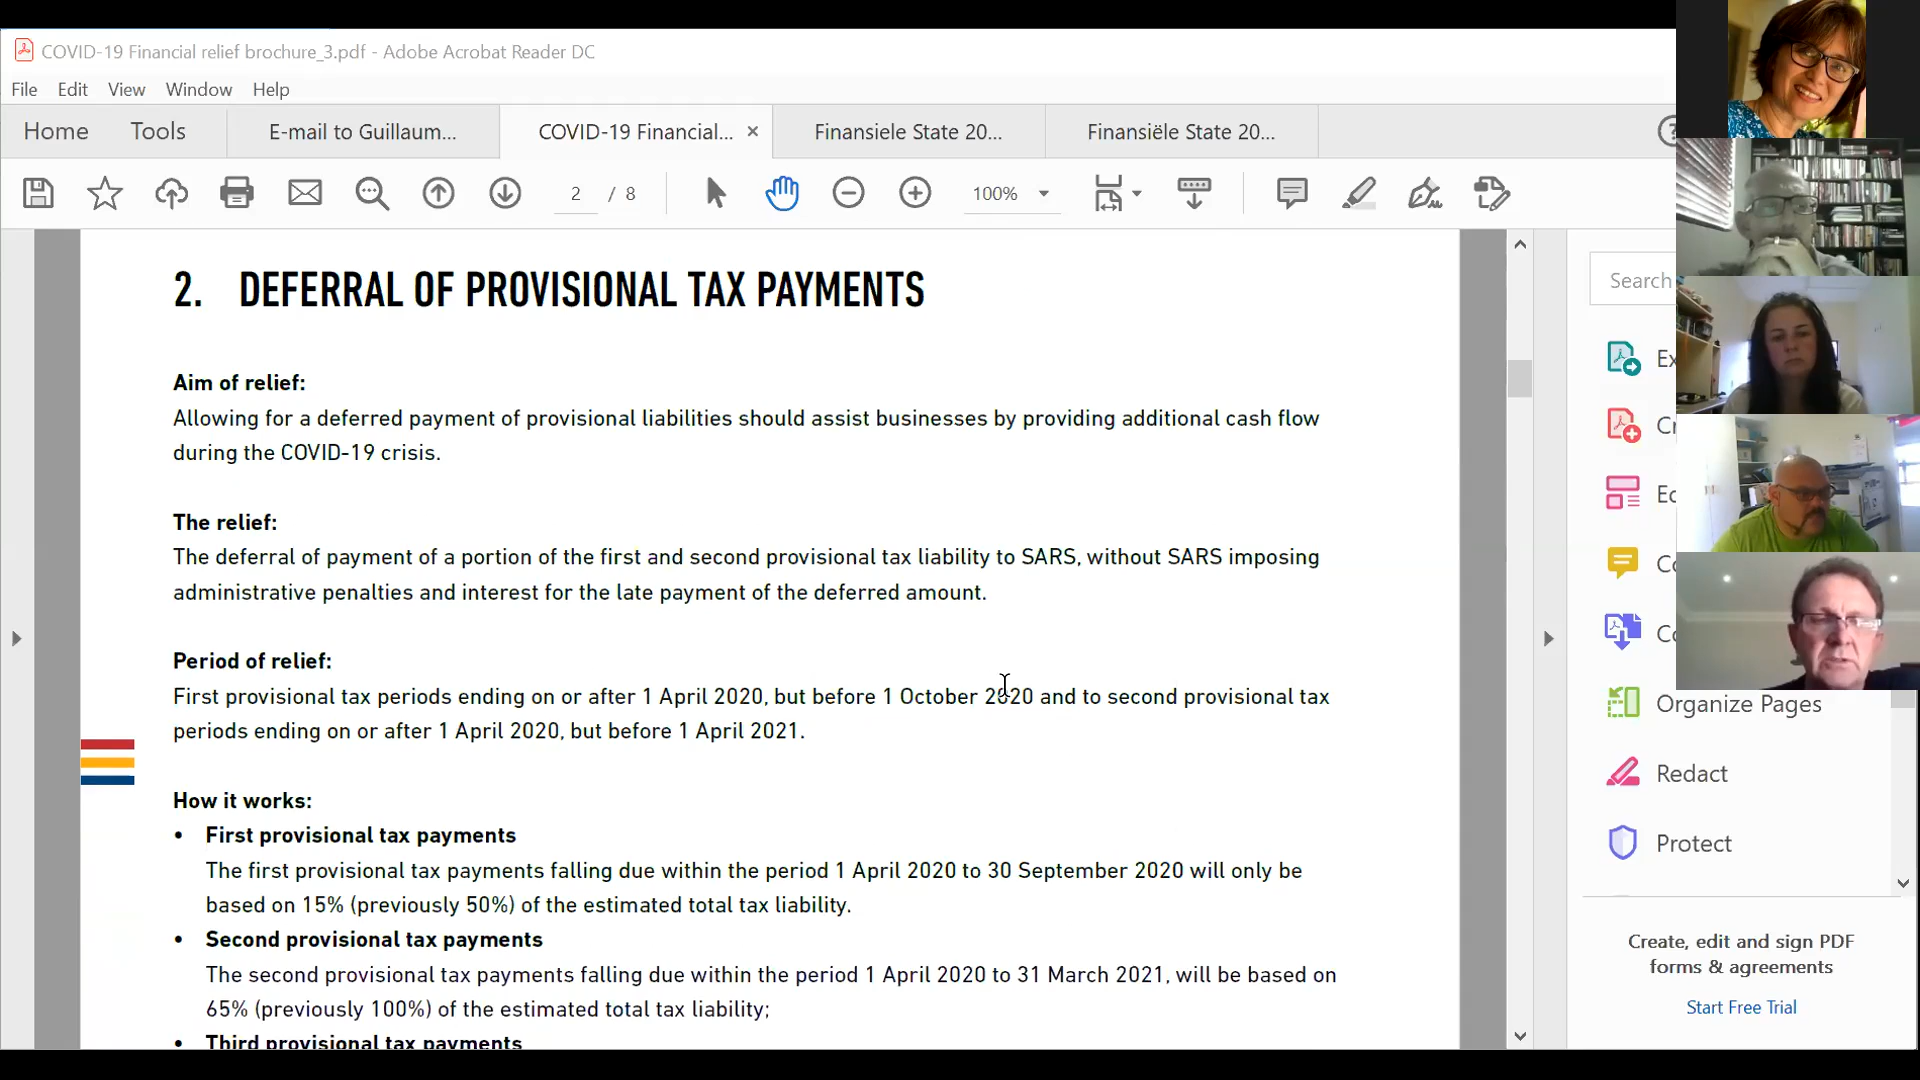 COVID-19 Financial relief brochure_3.pdf - Adobe Acrobat Reader DC
File Edit View Window Help
Home Tools E-mail to Guillaum... COVID-19 Financial... × Finansiele State 20... Finansiële State 20...
2 / 8 100%
2. DEFERRAL OF PROVISIONAL TAX PAYMENTS
Search
Aim of relief:
Allowing for a deferred payment of provisional liabilities should assist businesses by providing additional cash flow
during the COVID-19 crisis.
The relief:
The deferral of payment of a portion of the first and second provisional tax liability to SARS, without SARS imposing
administrative penalties and interest for the late payment of the deferred amount.
Period of relief:
First provisional tax periods ending on or after 1 April 2020, but before 1 October 2020 and to second provisional tax
periods ending on or after 1 April 2020, but before 1 April 2021.
How it works:
• First provisional tax payments
The first provisional tax payments falling due within the period 1 April 2020 to 30 September 2020 will only be
based on 15% (previously 50%) of the estimated total tax liability.
• Second provisional tax payments
The second provisional tax payments falling due within the period 1 April 2020 to 31 March 2021, will be based on
65% (previously 100%) of the estimated total tax liability;
• Third provisional tax payments
Organize Pages
Redact
Protect
Create, edit and sign PDF
forms & agreements
Start Free Trial